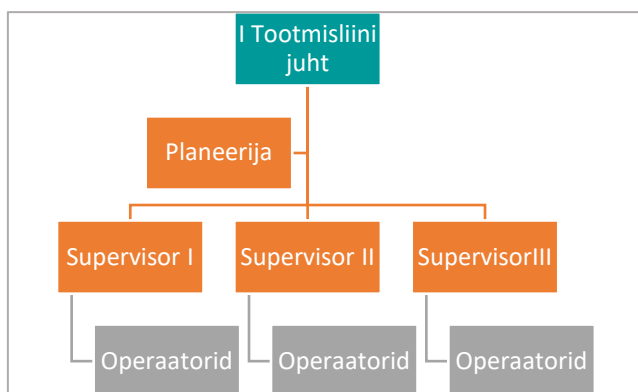 I Tootmisliini
juht
Planeerija
Supervisor I
Supervisor II
SupervisorIII
Operaatorid
Operaatorid
Operaatorid